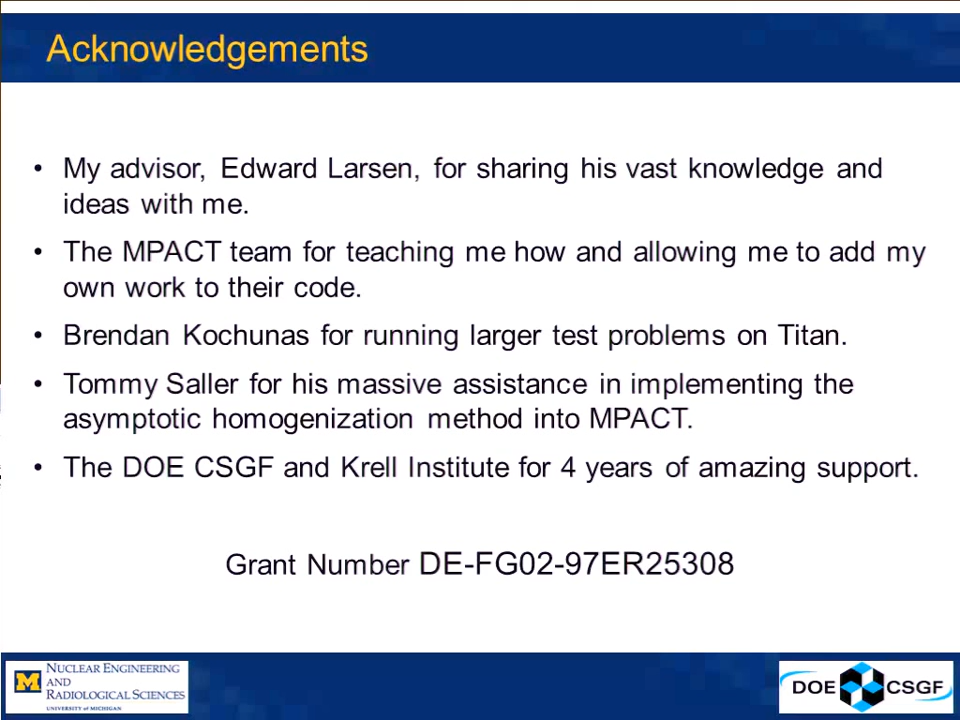 Acknowledgements
• My advisor, Edward Larsen, for sharing his vast knowledge and
ideas with me.
• The MPACT team for teaching me how and allowing me to add my
own work to their code.
• Brendan Kochunas for running larger test problems on Titan.
• Tommy Saller for his massive assistance in implementing the
asymptotic homogenization method into MPACT.
• The DOE CSGF and Krell Institute for 4 years of amazing support.
Grant Number DE-FG02-97ER25308
M
NUCLEAR ENGINEERING
AND
RADIOLOGICAL SCIENCES
UNIVERSITY of MICHIGAN
DOE CSGF